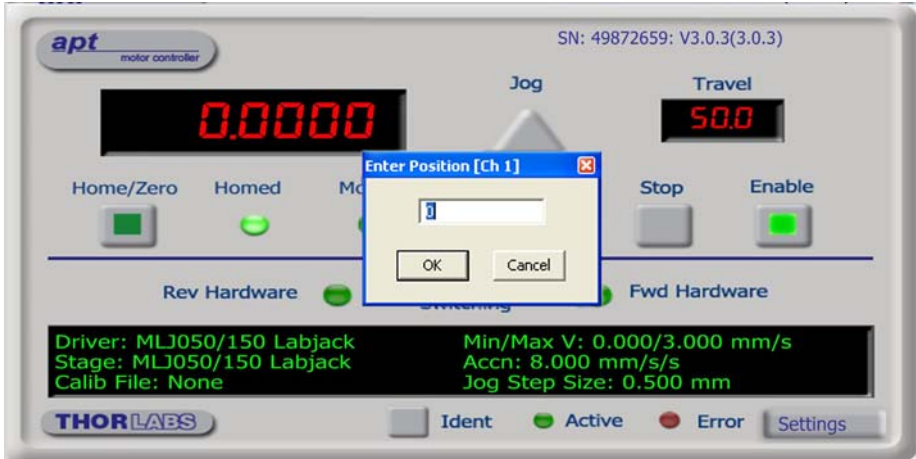 apt
motor controller
SN: 49872659: V3.0.3(3.0.3)
Jog
Travel
0.0000
50.0
Enter Position [Ch 1]
0
OK
Cancel
Home/Zero
Homed
Stop
Enable
Rev Hardware
Fwd Hardware
Driver: MLJ050/150 Labjack
Min/Max V: 0.000/3.000 mm/s
Stage: MLJ050/150 Labjack
Accn: 8.000 mm/s/s
Calib File: None
Jog Step Size: 0.500 mm
THORLABS
Ident
Active
Error
Settings